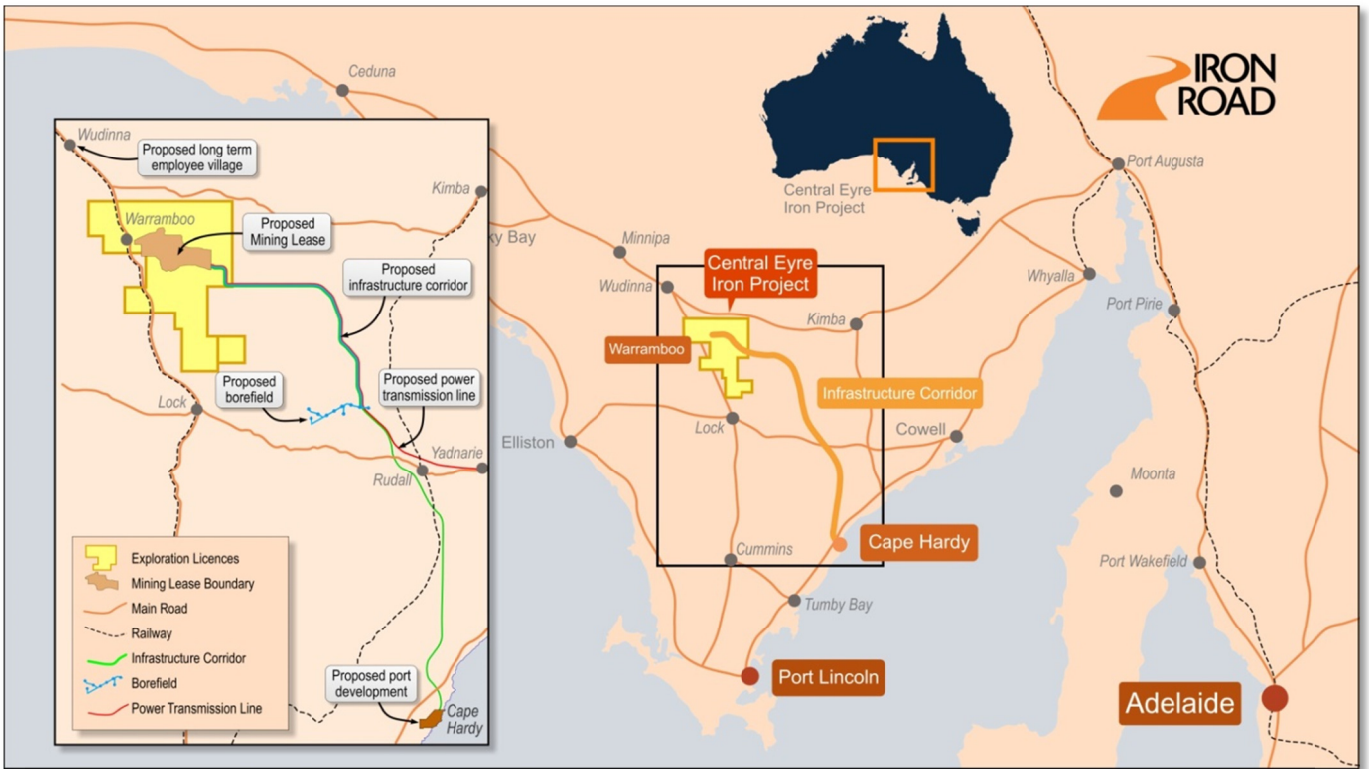 Ceduna
IRON
ROAD
Port Augusta
Central Eyre
Iron Project
Wudinna
Proposed long term
employee village
Kimba
Warramboo
Proposed
Mining Lease
Proposed
infrastructure corridor
Proposed
borefield
Proposed power
transmission line
Lock
Yadnarie
Rudall
Exploration Licences
Mining Lease Boundary
Main Road
Railway
Infrastructure Corridor
Borefield
Power Transmission Line
Proposed port
development
Cape
Hardy
ky Bay
Minnipa
Wudinna
Central Eyre
Iron Project
Whyalla
Port Pirie
Kimba
Warramboo
Infrastructure Corridor
Lock
Cowell
Elliston
Moonta
Cape Hardy
Cummins
Port Wakefield
Tumby Bay
Port Lincoln
Adelaide